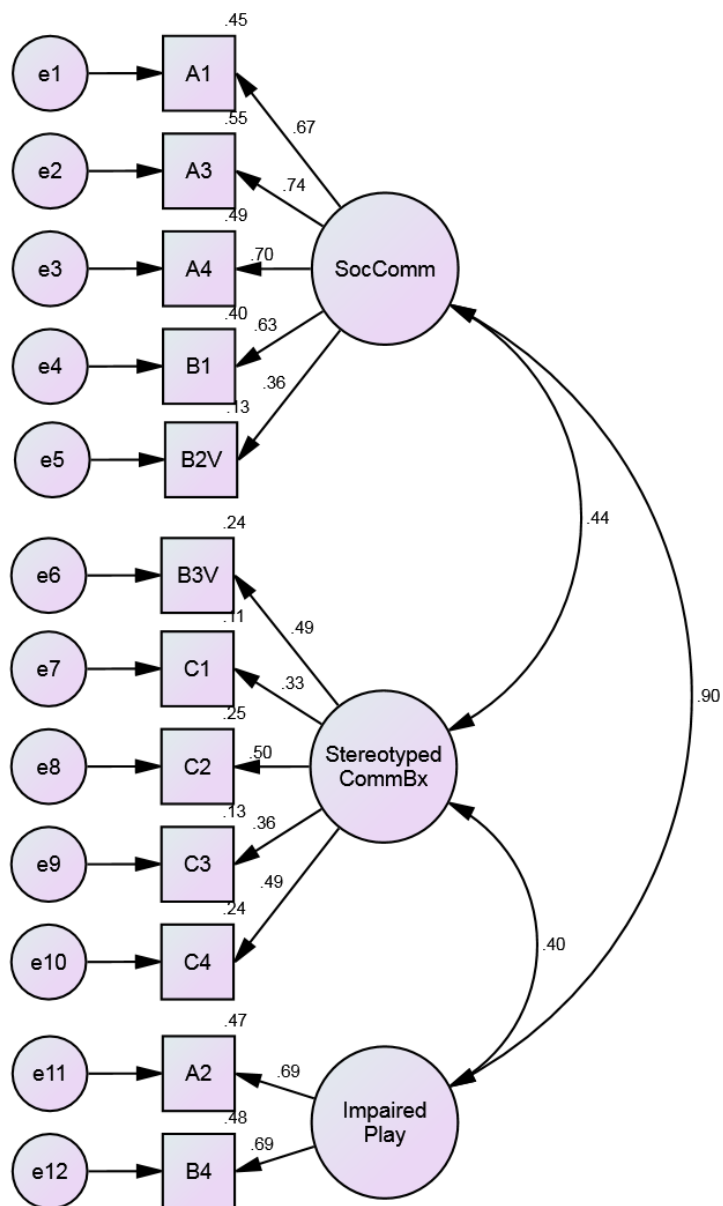 .45
e1
A1
.67
.55
e2
A3
.74
.49
e3
A4
.70
SocComm
.40
e4
B1
.63
.36
.13
e5
B2V
.44
.24
e6
B3V
.49
.11
e7
C1
.33
.90
.25
e8
C2
.50
Stereotyped
CommBx
.13
e9
C3
.36
.49
.24
e10
C4
.40
.47
e11
A2
.69
Impaired
Play
.48
e12
B4
.69